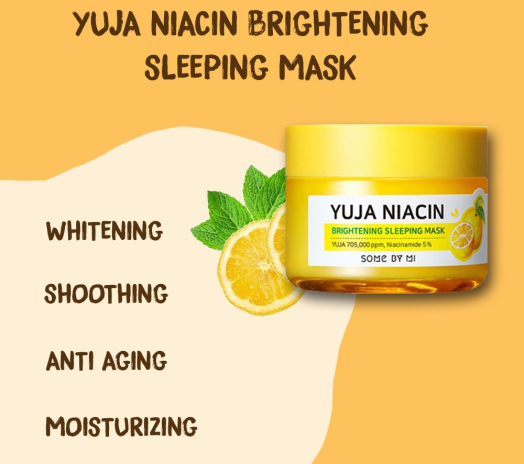 YUJA NIACIN BRIGHTENING
SLEEPING MASK
YUJA NIACIN
BRIGHTENING SLEEPING MASK
YUJA 705,000 ppm, Niacinamide 5%
SOME BY MI
WHITENING
SHOOTHING
ANTI AGING
MOISTURIZING